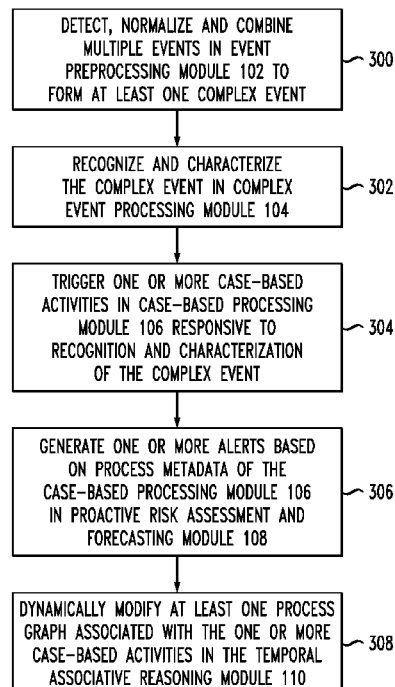 DETECT, NORMALIZE AND COMBINE
MULTIPLE EVENTS IN EVENT
PREPROCESSING MODULE 102 TO
FORM AT LEAST ONE COMPLEX EVENT
300
RECOGNIZE AND CHARACTERIZE
THE COMPLEX EVENT IN COMPLEX
EVENT PROCESSING MODULE 104
302
TRIGGER ONE OR MORE CASE-BASED
ACTIVITIES IN CASE-BASED PROCESSING
MODULE 106 RESPONSIVE TO
RECOGNITION AND CHARACTERIZATION
OF THE COMPLEX EVENT
304
GENERATE ONE OR MORE ALERTS BASED
ON PROCESS METADATA OF THE
CASE-BASED PROCESSING MODULE 106
IN PROACTIVE RISK ASSESSMENT AND
FORECASTING MODULE 108
306
DYNAMICALLY MODIFY AT LEAST ONE PROCESS
GRAPH ASSOCIATED WITH THE ONE OR MORE
CASE-BASED ACTIVITIES IN THE TEMPORAL
ASSOCIATIVE REASONING MODULE 110
308